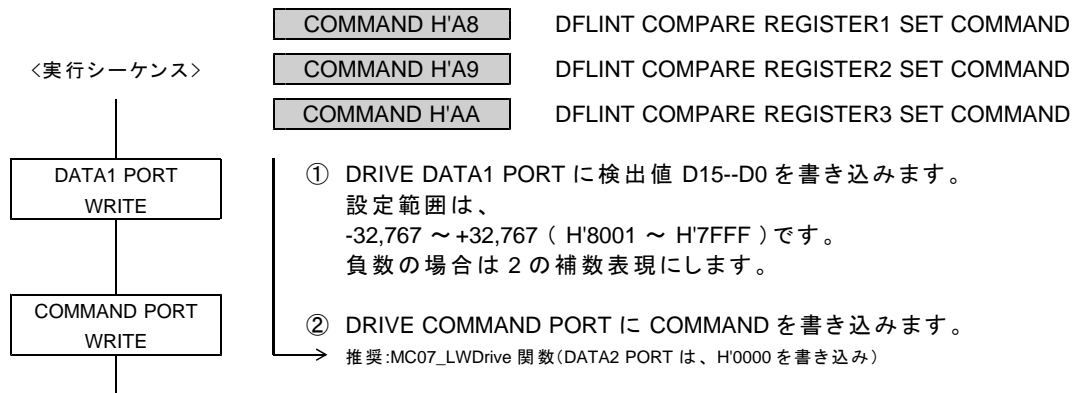 COMMAND H'A8 DFLINT COMPARE REGISTER1 SET COMMAND
<実行シーケンス> COMMAND H'A9 DFLINT COMPARE REGISTER2 SET COMMAND
COMMAND H'AA DFLINT COMPARE REGISTER3 SET COMMAND
DATA1 PORT
WRITE
① DRIVE DATA1 PORT に検出値 D15--D0 を書き込みます。
設定範囲は、
-32,767 ～ +32,767 ( H'8001 ～ H'7FFF ) です。
負数の場合は 2 の補数表現にします。
COMMAND PORT
WRITE
② DRIVE COMMAND PORT に COMMAND を書き込みます。
推奨:MC07_LWDrive 関数(DATA2 PORT は、H'0000 を書き込み)